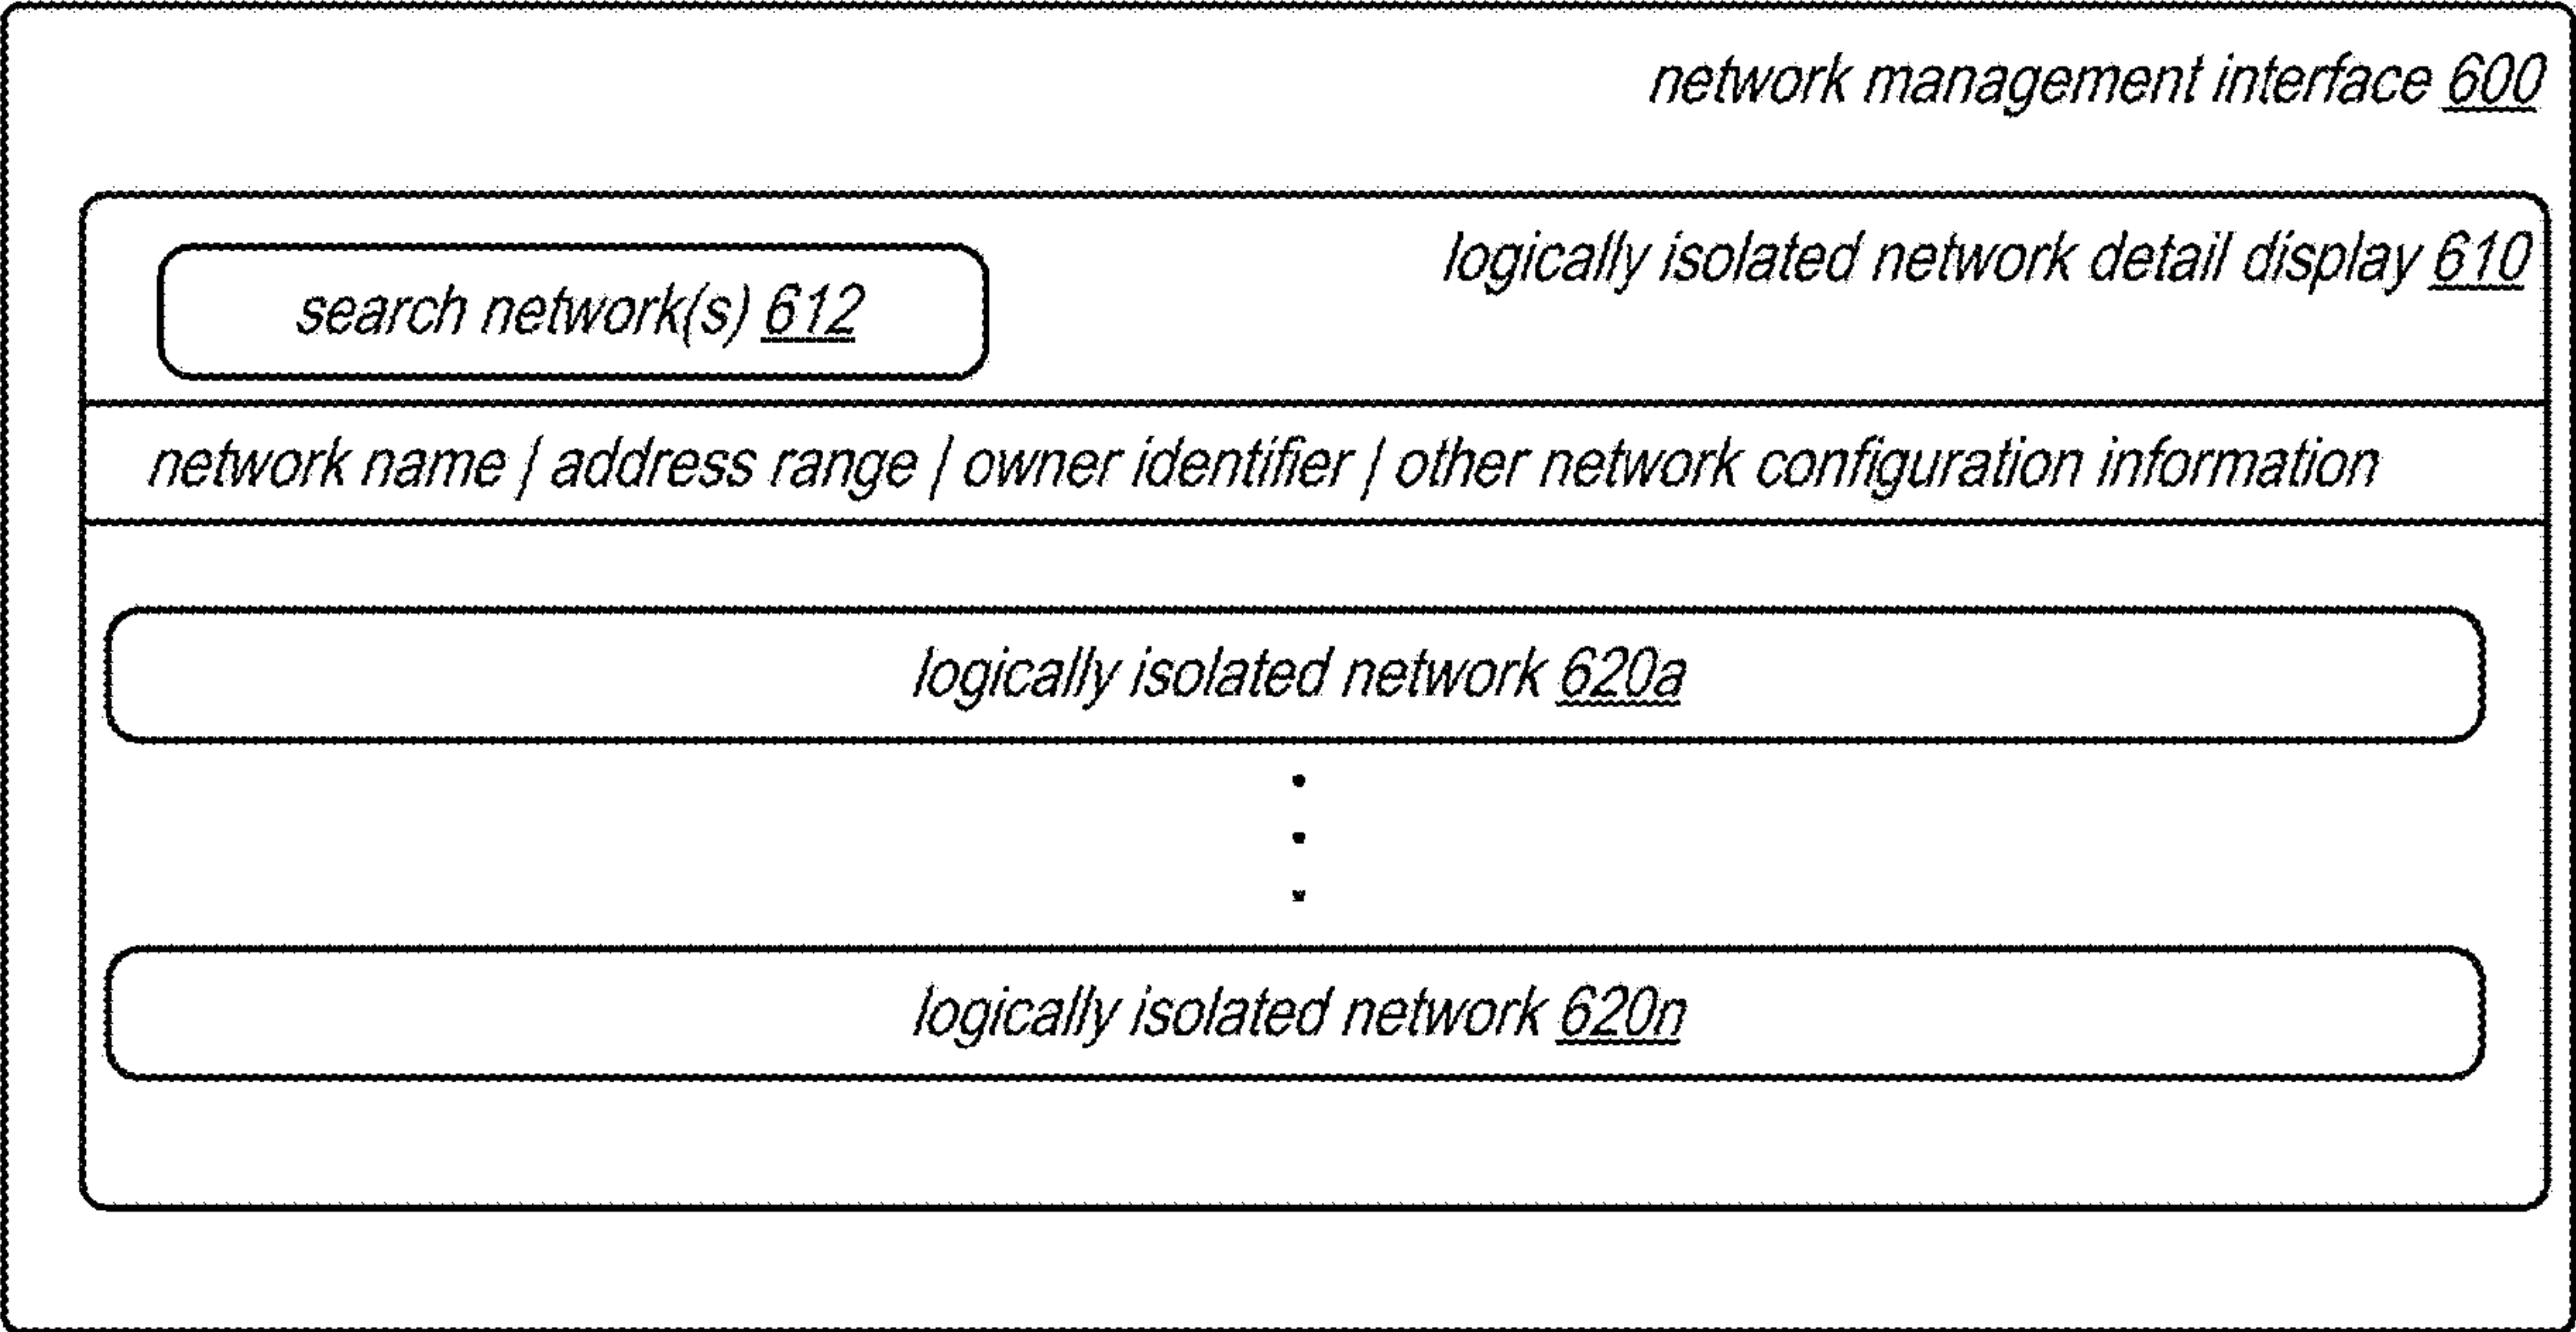 network management interface 600
logically isolated network detail display 610
search network(s) 612
network name | address range | owner identifier | other network configuration information
logically isolated network 620a
logically isolated network 620n